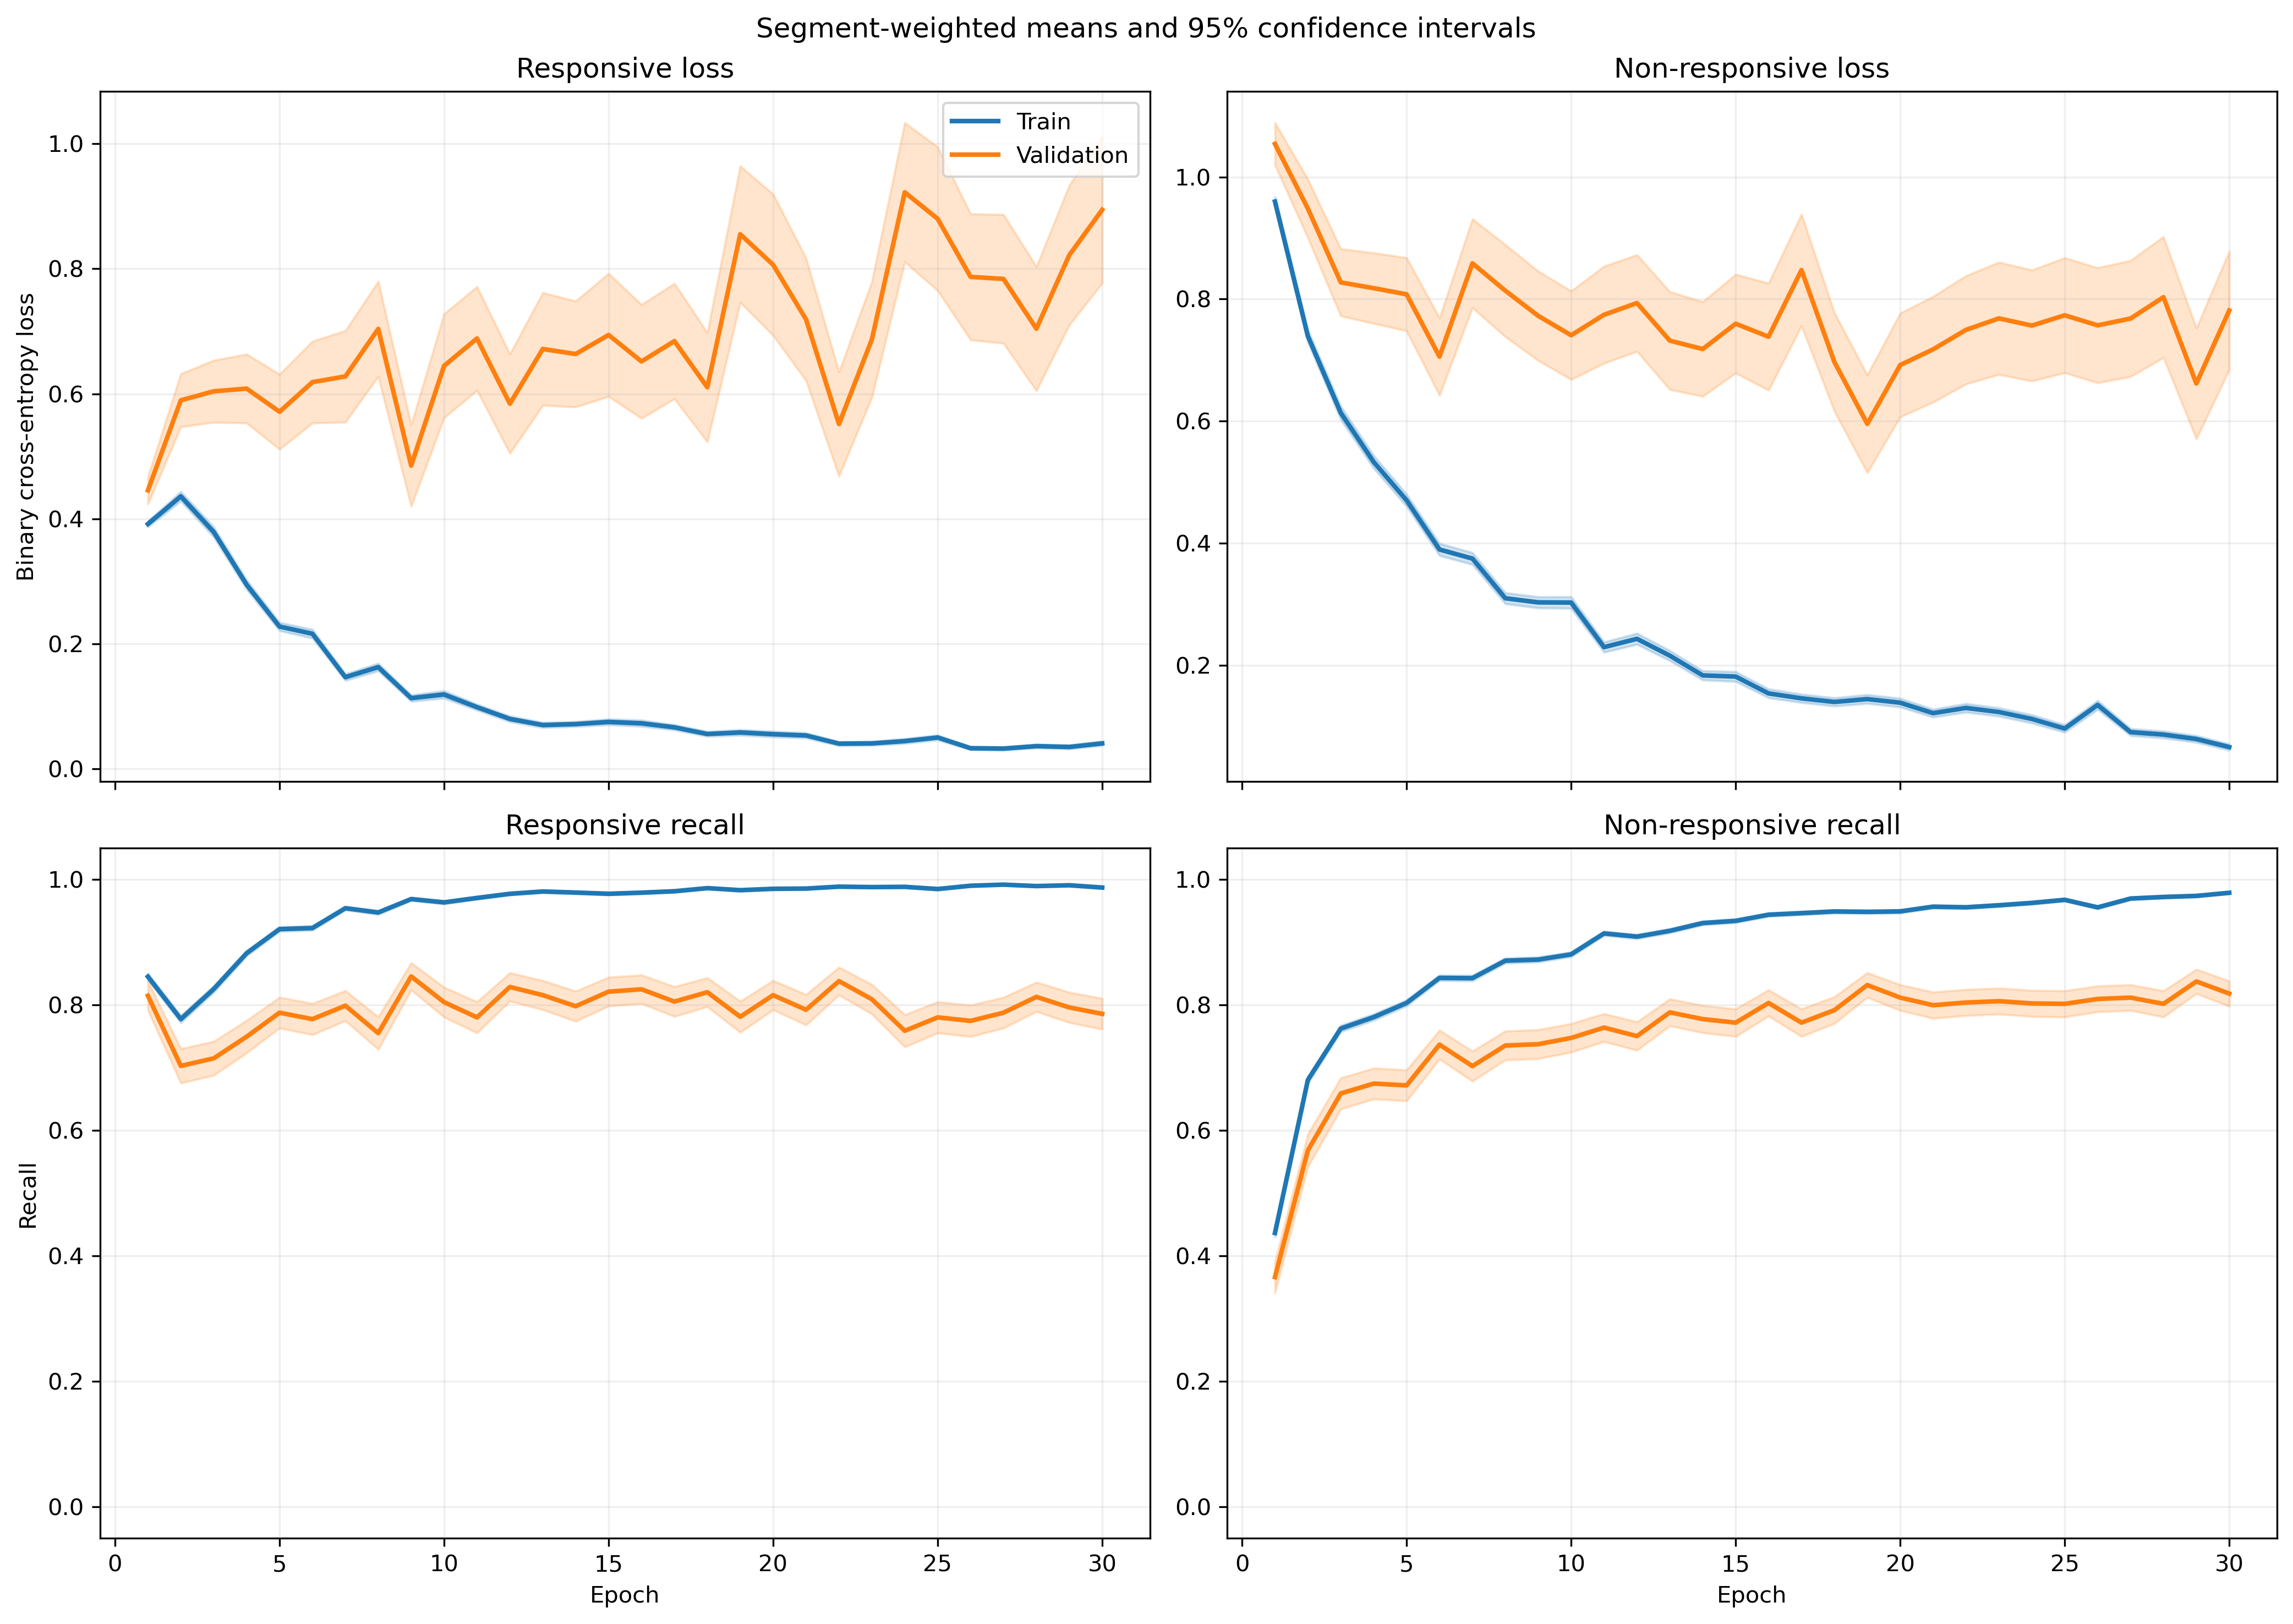 Segment-weighted means and 95% confidence intervals
Responsive loss
Non-responsive loss
Train
Validation
Binary cross-entropy loss
1.0
0.8
0.6
0.4
0.2
0.0
1.0
0.8
0.6
0.4
0.2
Responsive recall
Non-responsive recall
Recall
1.0
0.8
0.6
0.4
0.2
0.0
1.0
0.8
0.6
0.4
0.2
0.0
0 5 10 15 20 25 30
0 5 10 15 20 25 30
Epoch
Epoch